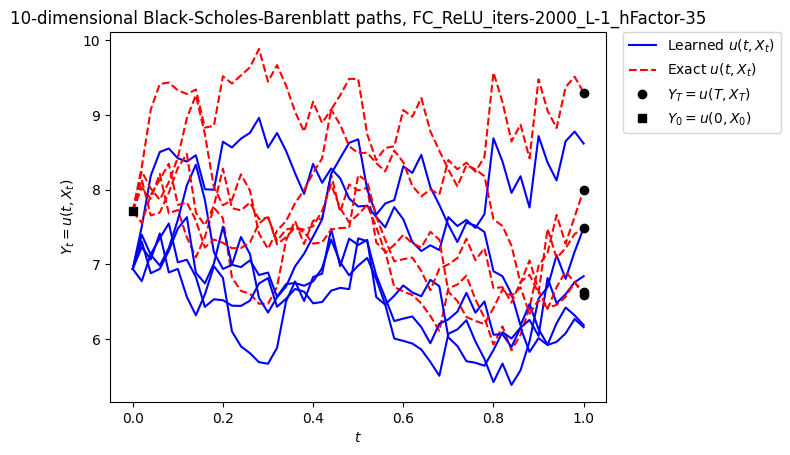 10-dimensional Black-Scholes-Barenblatt paths, FC_ReLU_iters-2000_L-1_hFactor-35
Learned u(t, X_t)
Exact u(t, X_t)
Y_T = u(T, X_T)
Y_0 = u(0, X_0)
Y_t = u(t, X_t)
10
9
8
7
6
0.0 0.2 0.4 0.6 0.8 1.0
t